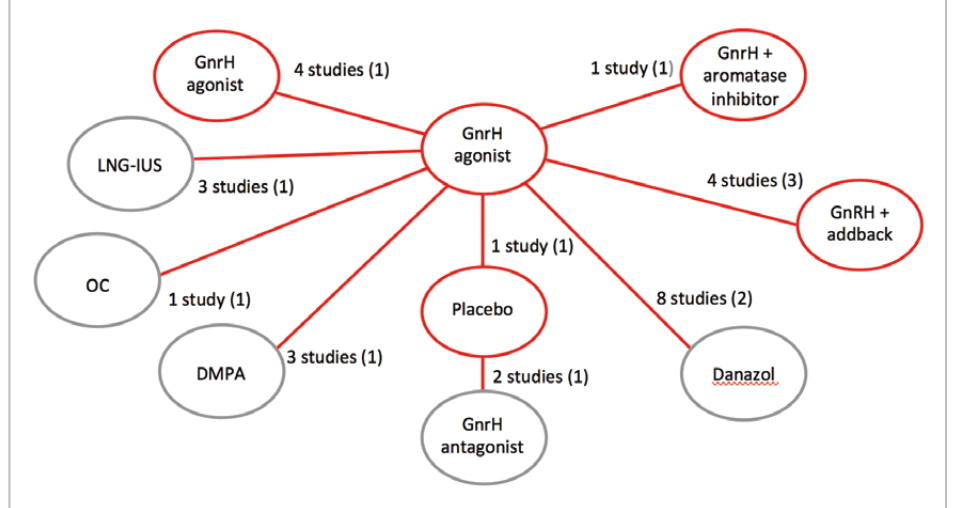 GnrH
agonist
4 studies (1)
1 study (1)
GnrH +
aromatase
inhibitor
LNG-IUS
3 studies (1)
GnrH
agonist
4 studies (3)
GnRH +
addback
OC
1 study (1)
1 study (1)
Placebo
8 studies (2)
DMPA
3 studies (1)
2 studies (1)
Danazol
GnrH
antagonist